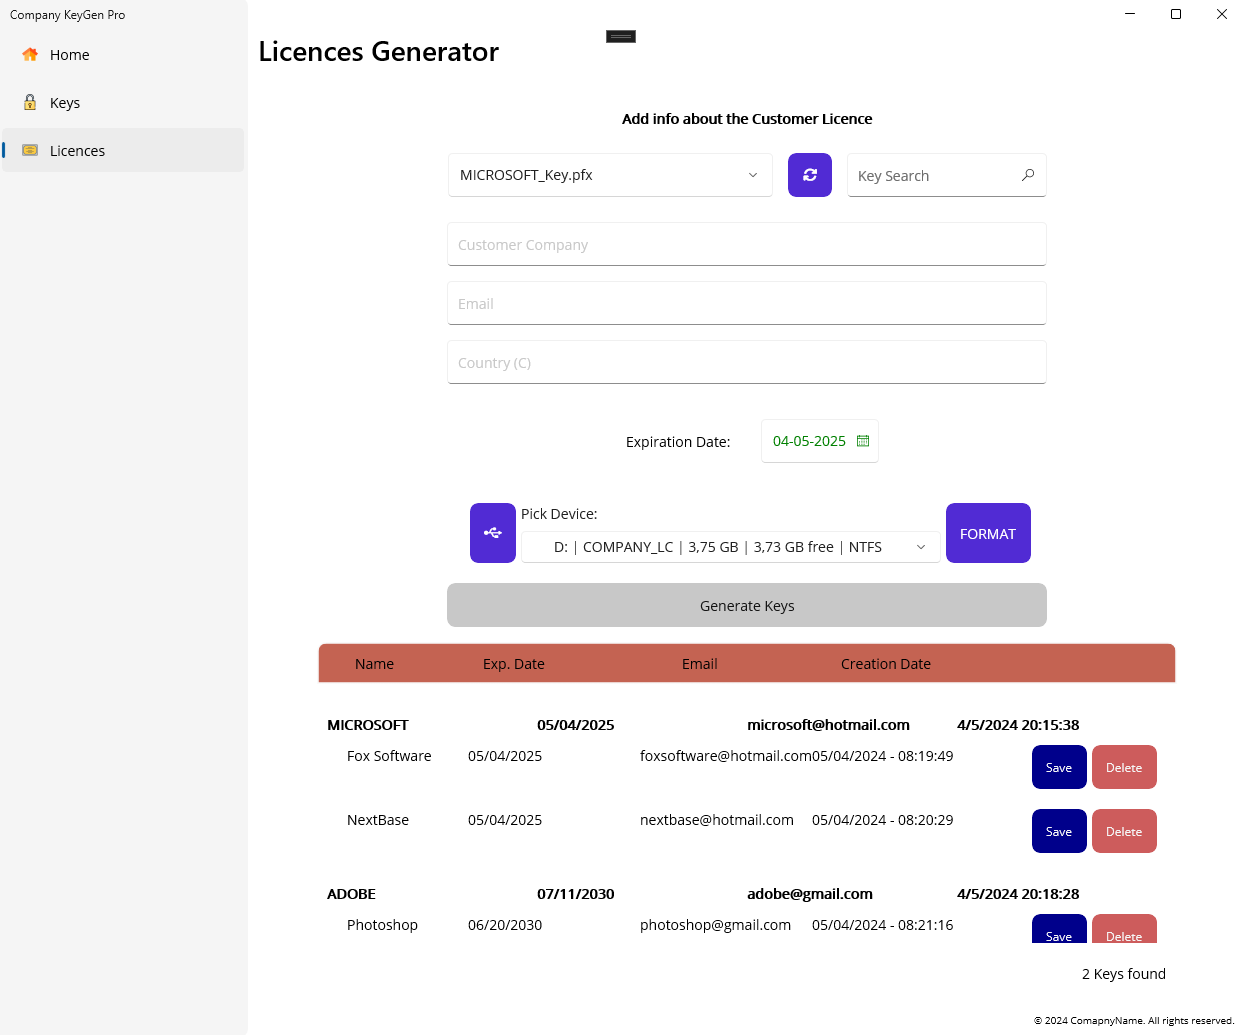 Company KeyGen Pro
Home
Keys
Licences
Licences Generator
Add info about the Customer Licence
MICROSOFT_Key.pfx
Key Search
Customer Company
Email
Country (C)
Expiration Date: 04-05-2025
Pick Device:
D: | COMPANY_LC | 3,75 GB | 3,73 GB free | NTFS
FORMAT
Generate Keys
Name Exp. Date Email Creation Date
MICROSOFT 05/04/2025 microsoft@hotmail.com 4/5/2024 20:15:38
Fox Software 05/04/2025 foxsoftware@hotmail.com 05/04/2024 - 08:19:49 Save Delete
NextBase 05/04/2025 nextbase@hotmail.com 05/04/2024 - 08:20:29 Save Delete
ADOBE 07/11/2030 adobe@gmail.com 4/5/2024 20:18:28
Photoshop 06/20/2030 photoshop@gmail.com 05/04/2024 - 08:21:16 Save Delete
2 Keys found
© 2024 ComapnyName. All rights reserved.